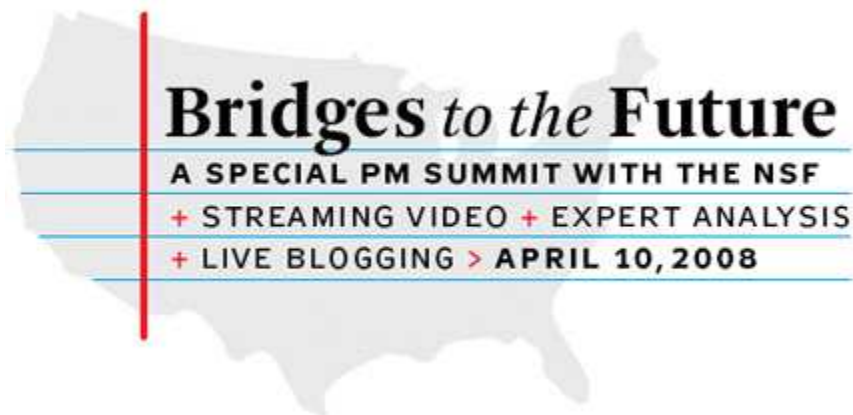 Bridges to the Future
A SPECIAL PM SUMMIT WITH THE NSF
+ STREAMING VIDEO + EXPERT ANALYSIS
+ LIVE BLOGGING > APRIL 10, 2008